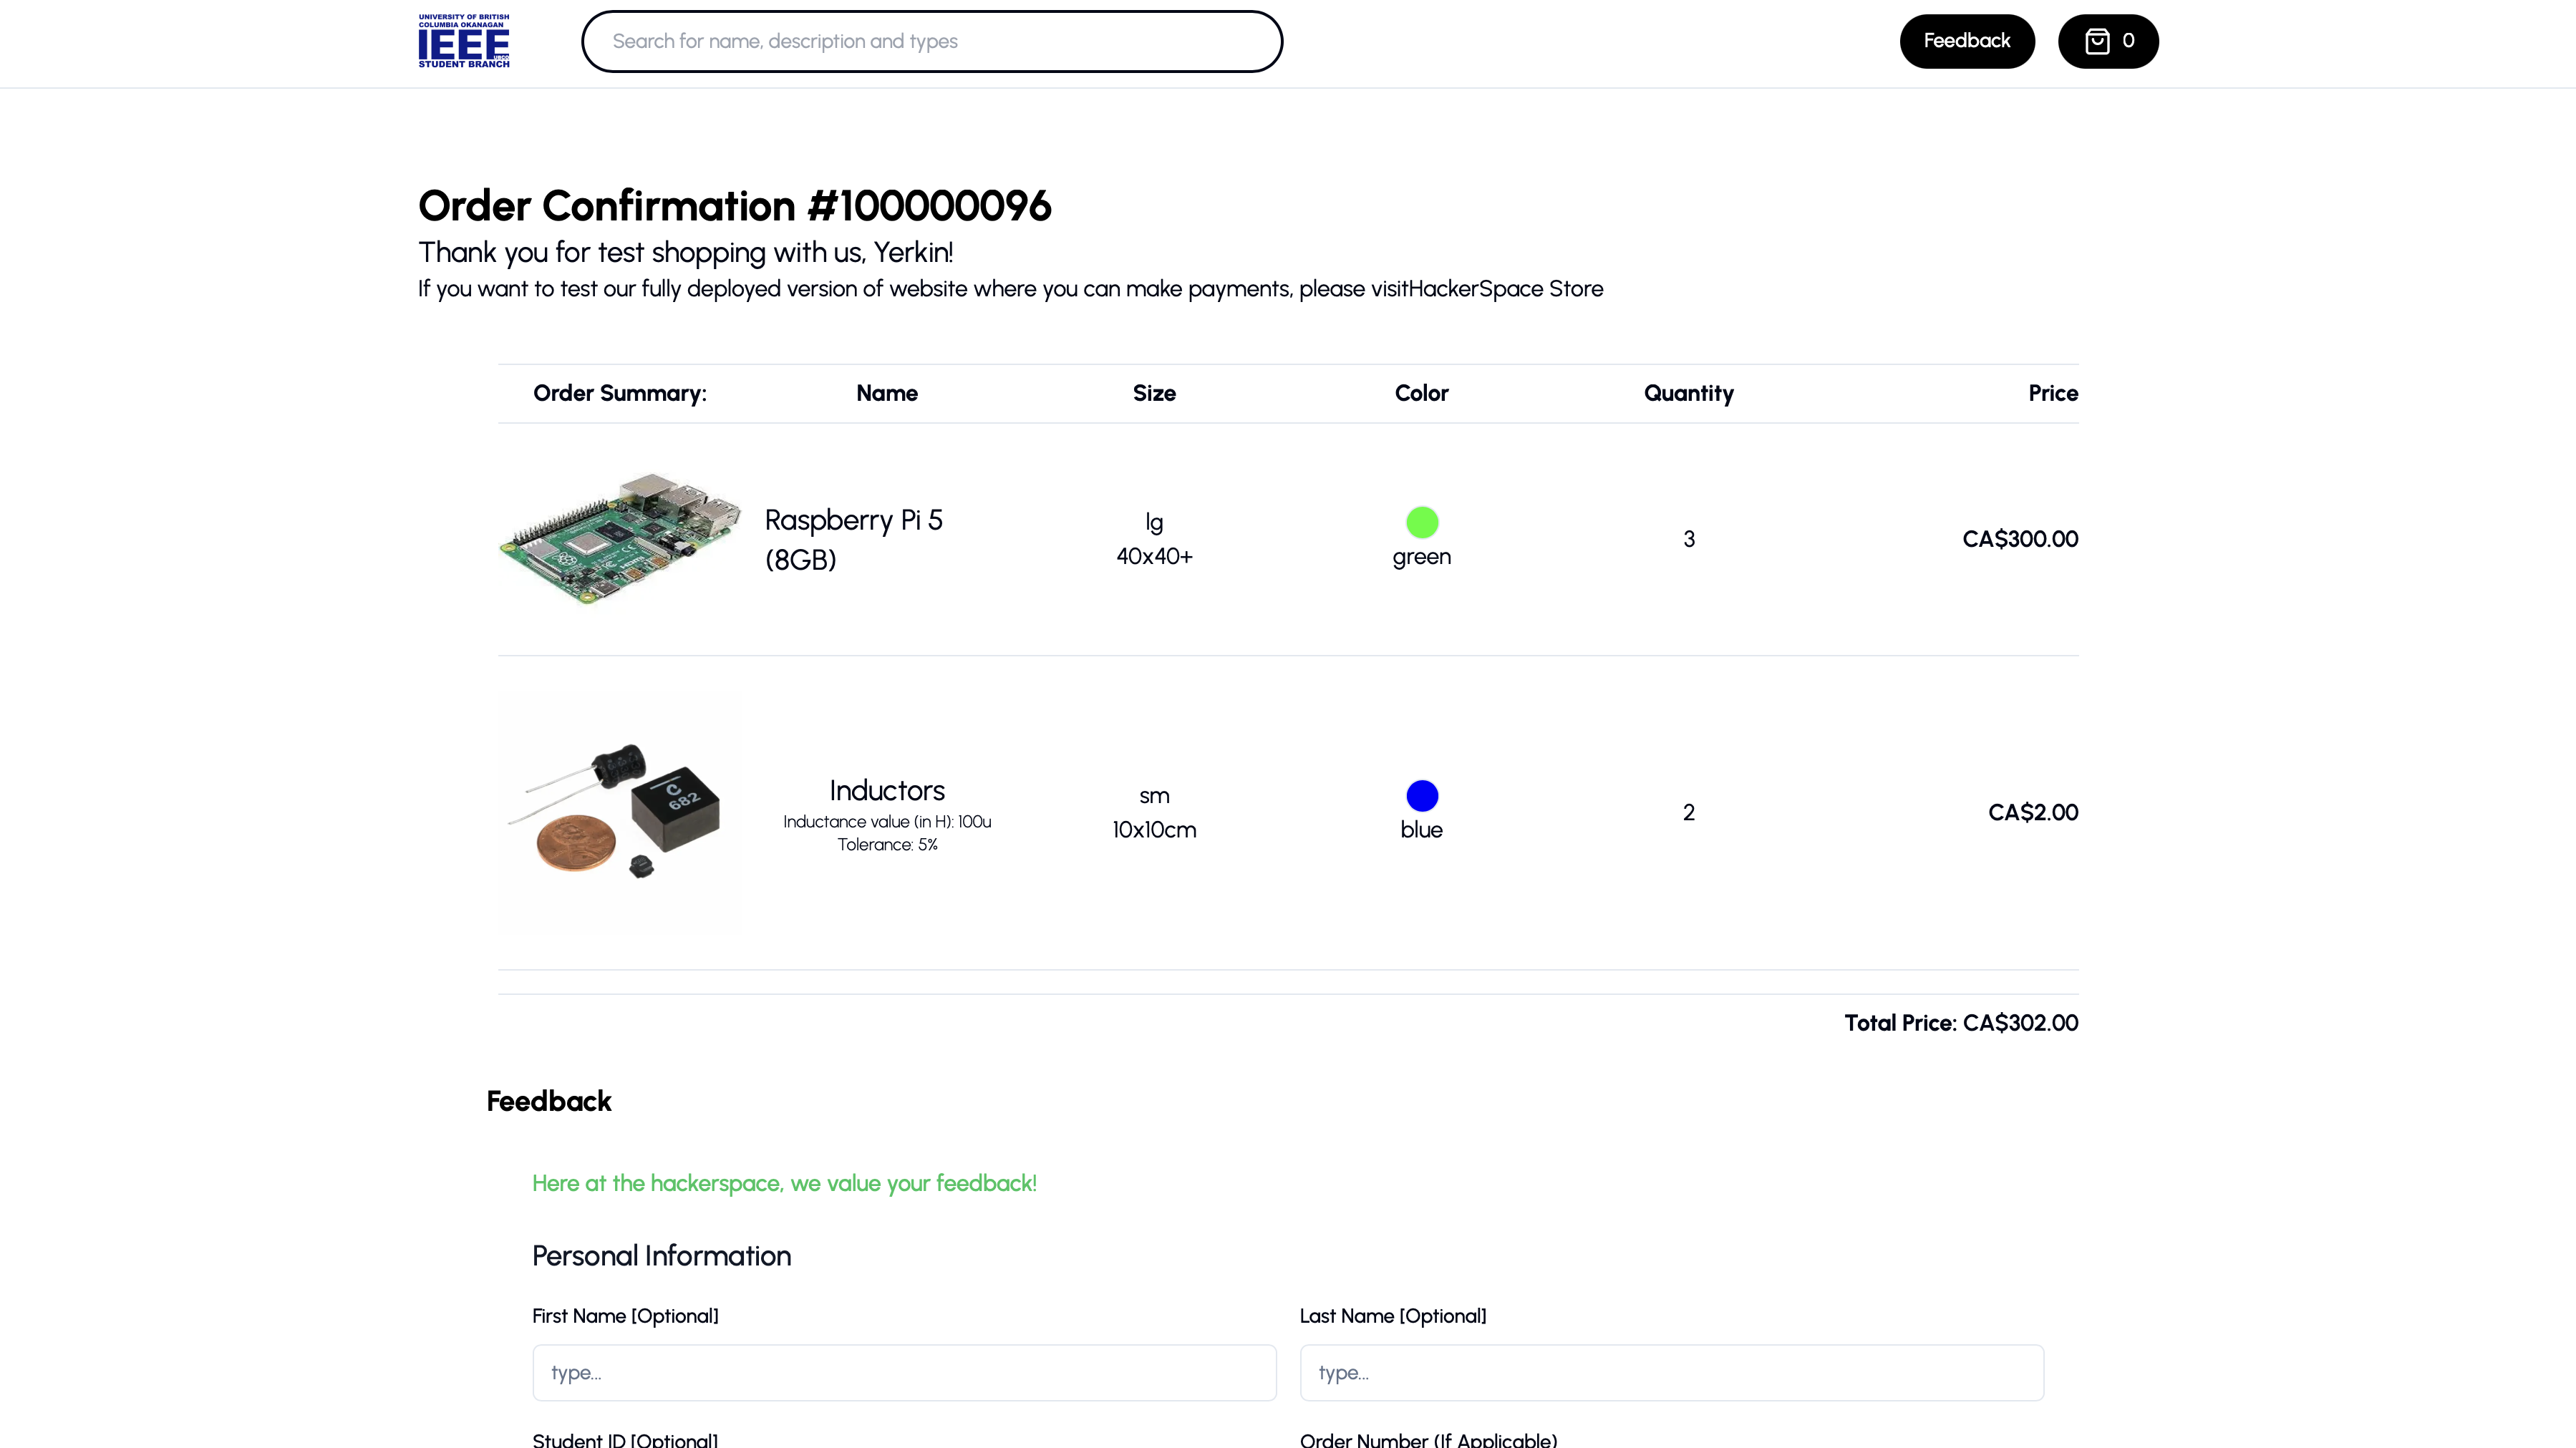 UNIVERSITY OF BRITISH
COLUMBIA OKANAGAN
IEEE
UBCO
STUDENT BRANCH
Search for name, description and types
Feedback
0
Order Confirmation #100000096
Thank you for test shopping with us, Yerkin!
If you want to test our fully deployed version of website where you can make payments, please visitHackerSpace Store
Order Summary: Name Size Color Quantity Price
Raspberry Pi 5
(8GB)
lg
40x40+
green
3
CA$300.00
C
682
Inductors
Inductance value (in H): 100u
Tolerance: 5%
sm
10x10cm
blue
2
CA$2.00
Total Price: CA$302.00
Feedback
Here at the hackerspace, we value your feedback!
Personal Information
First Name [Optional]
Last Name [Optional]
type...
type...
Student ID [Optional]
Order Number (If Applicable)